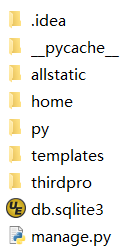 .idea
__pycache__
allstatic
home
py
templates
thirdpro
db.sqlite3
manage.py